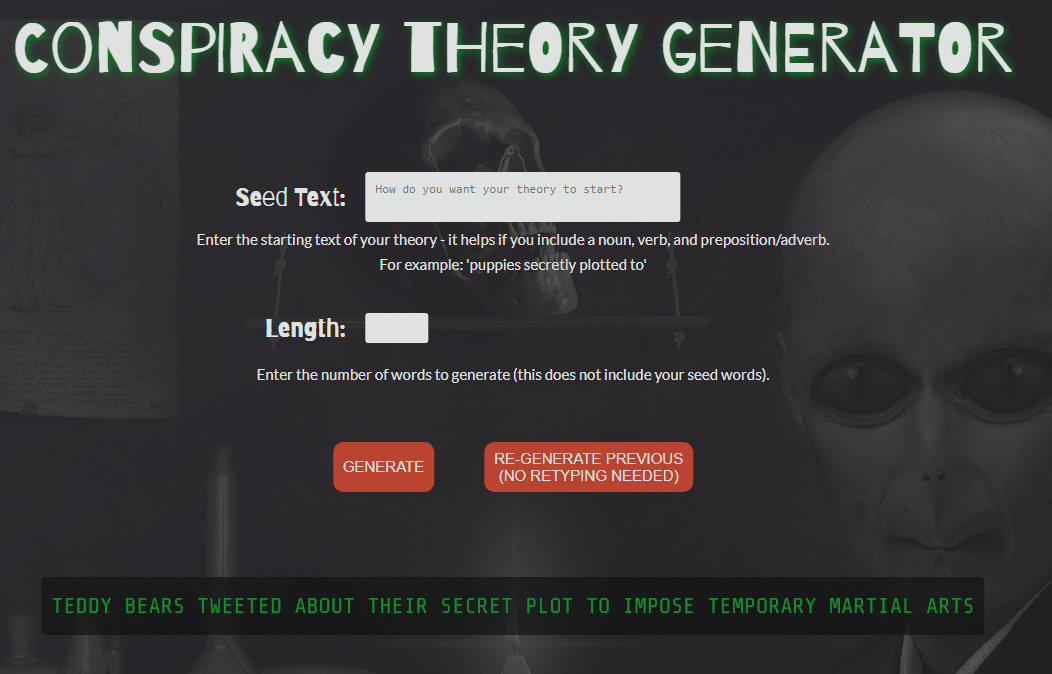 CONSPIRACY THEORY GENERATOR
Seed Text:
How do you want your theory to start?
Enter the starting text of your theory - it helps if you include a noun, verb, and preposition/adverb.
For example: 'puppies secretly plotted to'
Length:
Enter the number of words to generate (this does not include your seed words).
GENERATE
RE-GENERATE PREVIOUS
(NO RETYPING NEEDED)
TEDDY BEARS TWEETED ABOUT THEIR SECRET PLOT TO IMPOSE TEMPORARY MARTIAL ARTS